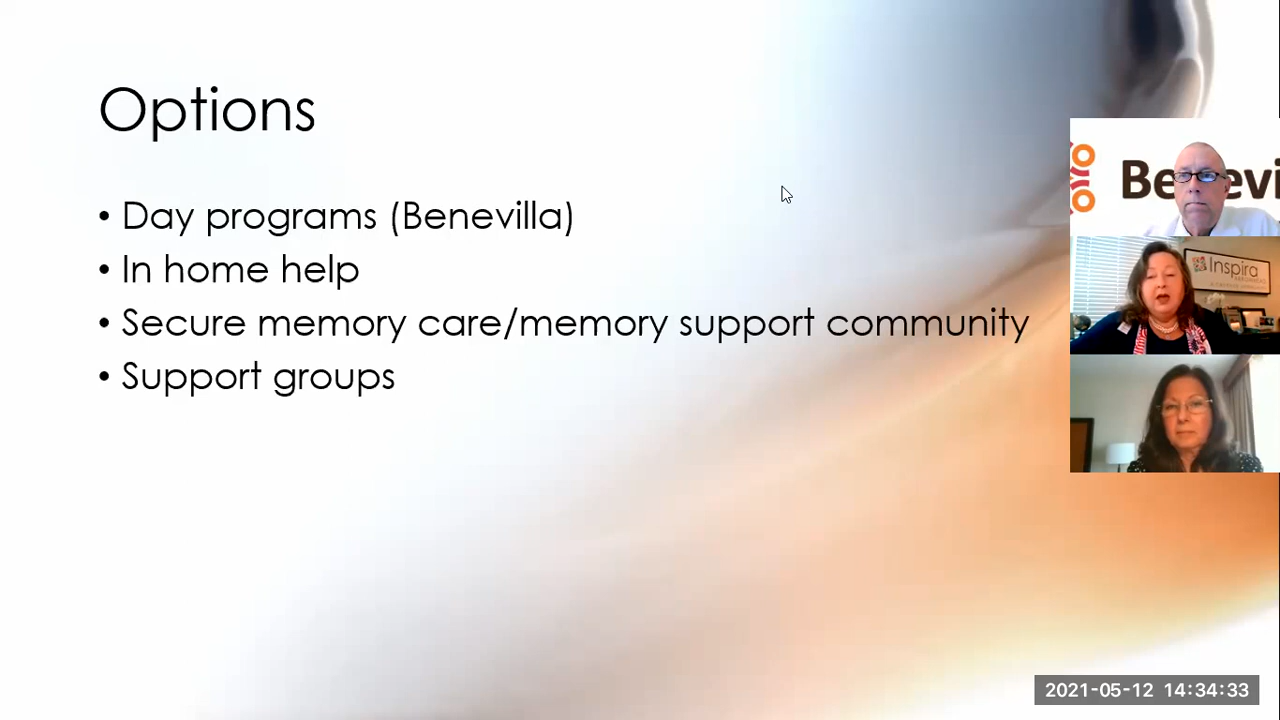 Options
• Day programs (Benevilla)
• In home help
• Secure memory care/memory support community
• Support groups
Inspira
2021-05-12 14:34:33